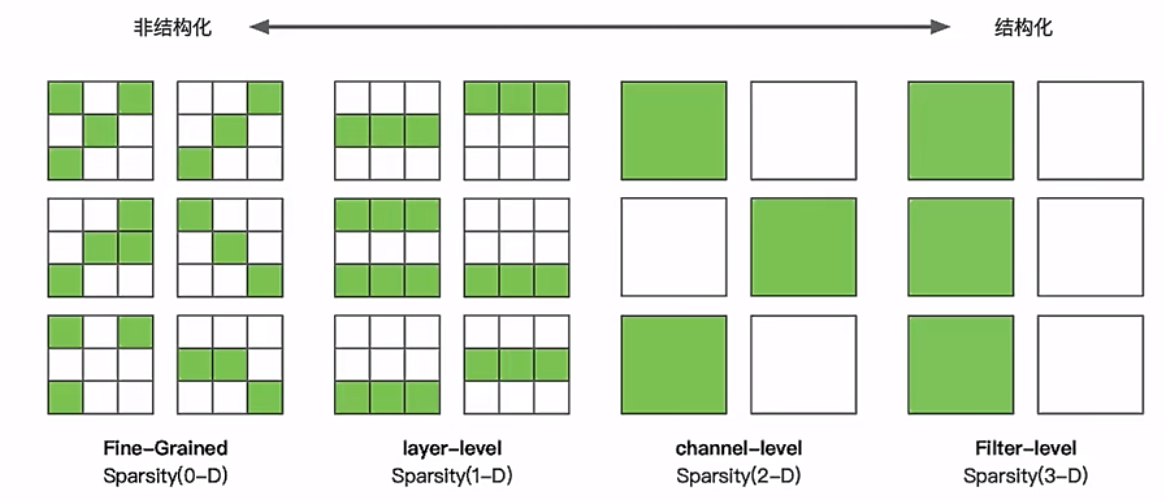 非结构化
结构化
Fine-Grained
Sparsity(0-D)
layer-level
Sparsity(1-D)
channel-level
Sparsity(2-D)
Filter-level
Sparsity(3-D)